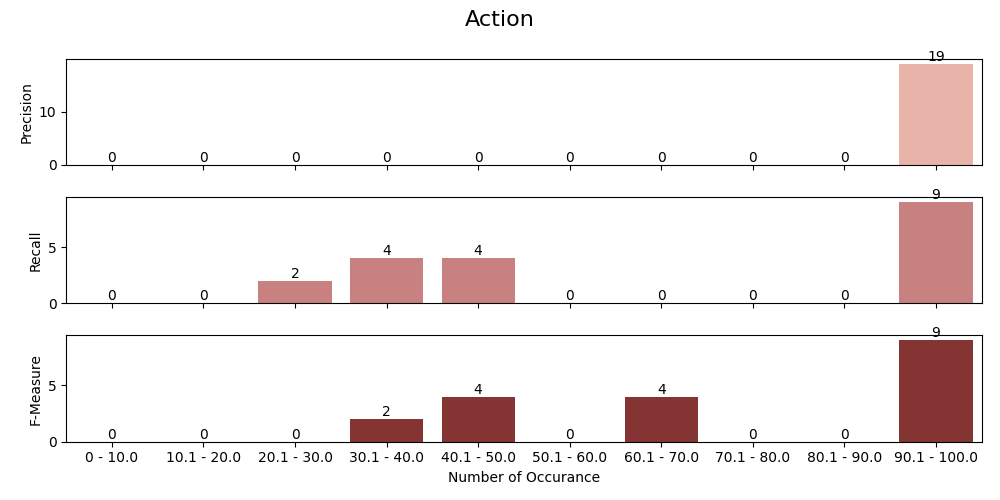 Action
Precision
10
0
0 0 0 0 0 0 0 0 0 19
Recall
5
0
0 0 2 4 4 0 0 0 0 9
F-Measure
5
0
0 0 0 2 4 0 4 0 0 9
0 - 10.0 10.1 - 20.0 20.1 - 30.0 30.1 - 40.0 40.1 - 50.0 50.1 - 60.0 60.1 - 70.0 70.1 - 80.0 80.1 - 90.0 90.1 - 100.0
Number of Occurance